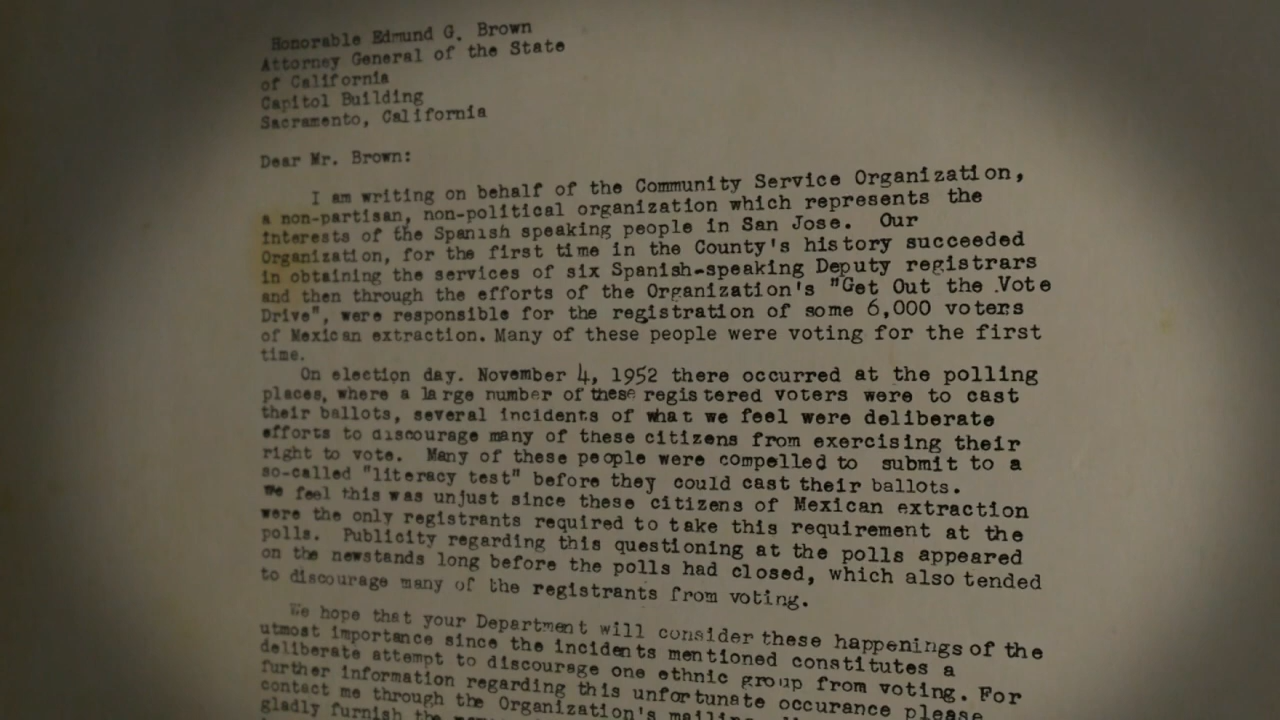 Honorable Edmund G. Brown
Attorney General of the State
of California
Capitol Building
Sacramento, California
Dear Mr. Brown:
I am writing on behalf of the Community Service Organization,
a non-partisan, non-political organization which represents the
interests of the Spanish speaking people in San Jose. Our
Organization, for the first time in the County's history succeeded
in obtaining the services of six Spanish-speaking Deputy registrars
and then through the efforts of the Organization's "Get Out the .Vote
Drive", were responsible for the registration of some 6,000 voters
of Mexican extraction. Many of these people were voting for the first
time.
On election day. November 4, 1952 there occurred at the polling
places, where a large number of these registered voters were to cast
their ballots, several incidents of what we feel were deliberate
efforts to discourage many of these citizens from exercising their
right to vote. Many of these people were compelled to submit to a
so-called "literacy test" before they could cast their ballots.
We feel this was unjust since these citizens of Mexican extraction
were the only registrants required to take this requirement at the
polls. Publicity regarding this questioning at the polls appeared
on the newstands long before the polls had closed, which also tended
to discourage many of the registrants from voting.
We hope that your Department will consider these happenings of the
utmost importance since the incidents mentioned constitutes a
deliberate attempt to discourage one ethnic group from voting. For
further information regarding this unfortunate occurance please
contact me through the Organization's mailing
gladly furnish the